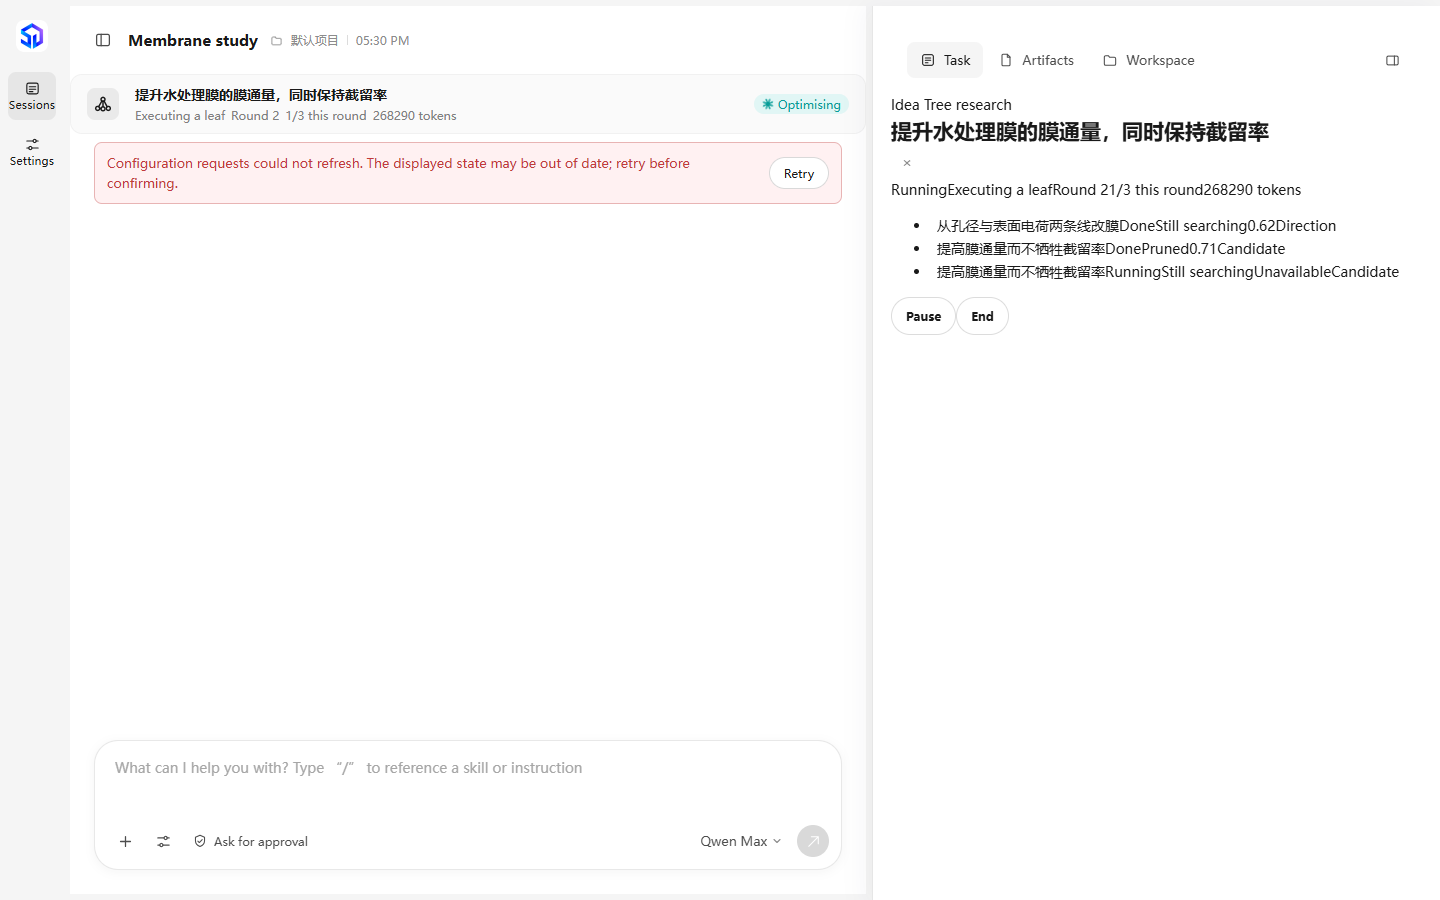 Sessions
Settings
Membrane study
默认项目
05:30 PM
提升水处理膜的膜通量，同时保持截留率
Executing a leaf Round 2 1/3 this round 268290 tokens
Optimising
Configuration requests could not refresh. The displayed state may be out of date; retry before
confirming.
Retry
What can I help you with? Type “/” to reference a skill or instruction
Ask for approval
Qwen Max
Task
Artifacts
Workspace
Idea Tree research
提升水处理膜的膜通量，同时保持截留率
×
RunningExecuting a leafRound 21/3 this round268290 tokens
• 从孔径与表面电荷两条线改膜DoneStill searching0.62Direction
• 提高膜通量而不牺牲截留率DonePruned0.71Candidate
• 提高膜通量而不牺牲截留率RunningStill searchingUnavailableCandidate
Pause
End